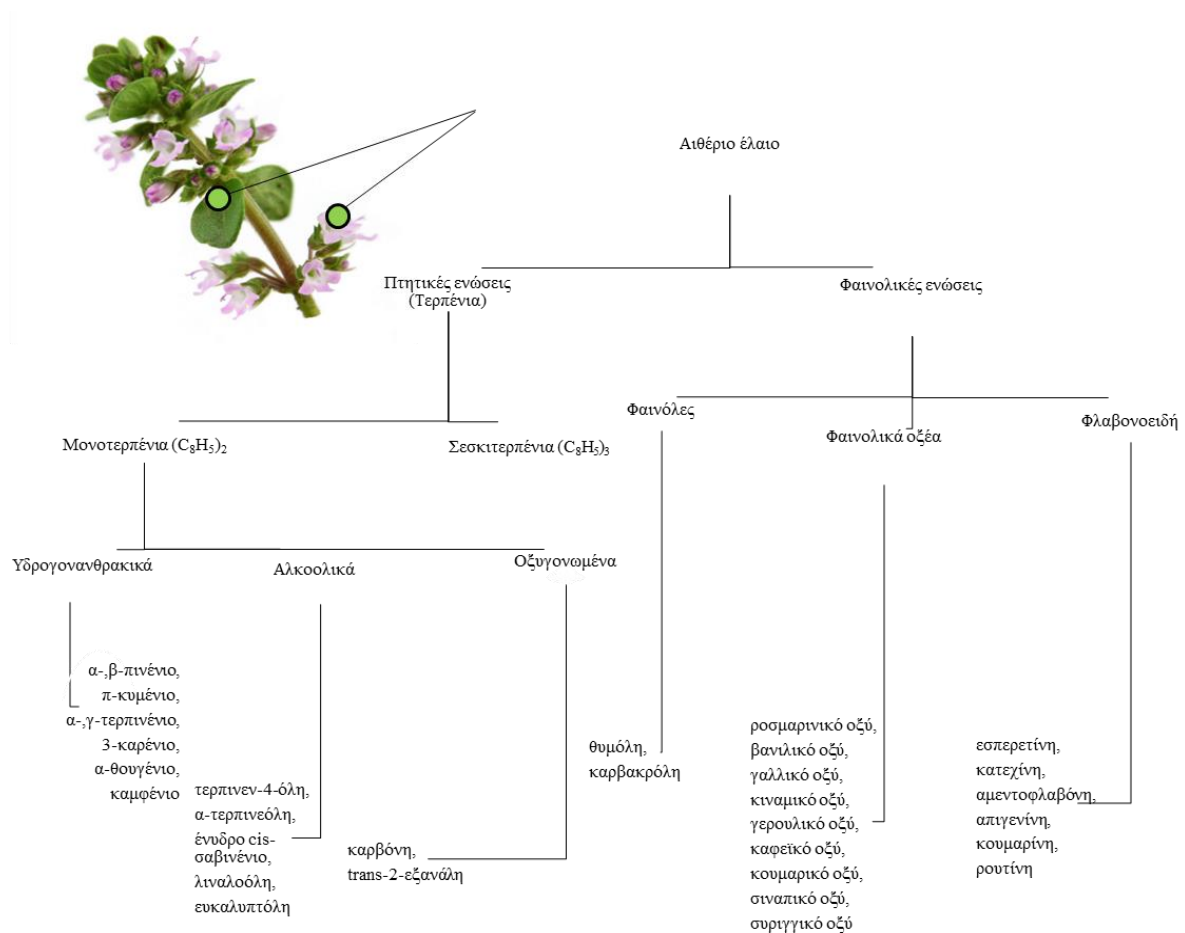 Αιθέριο έλαιο
Πτητικές ενώσεις
(Τερπένια)
Φαινολικές ενώσεις
Μονοτερπένια (C₈H₅)₂
Σεσκιτερπένια (C₈H₅)₃
Φαινόλες
Φαινολικά οξέα
Φλαβονοειδή
Υδρογονανθρακικά
Αλκοολικά
Οξυγονωμένα
α-,β-πινένιο,
π-κυμένιο,
α-,γ-τερπινένιο,
3-καρένιο,
α-θουγένιο,
καμφένιο
τερπινεν-4-όλη,
α-τερπινεόλη,
ένυδρο cis-
σαβινένιο,
λιναλοόλη,
ευκαλυπτόλη
καρβόνη,
trans-2-εξανάλη
θυμόλη,
καρβακρόλη
ροσμαρινικό οξύ,
βανιλικό οξύ,
γαλλικό οξύ,
κιναμικό οξύ,
γερουλικό οξύ,
καφεϊκό οξύ,
κουμαρικό οξύ,
σιναπικό οξύ,
συριγγικό οξύ
εσπερετίνη,
κατεχίνη,
αμεντοφλαβόνη,
απιγενίνη,
κουμαρίνη,
ρουτίνη